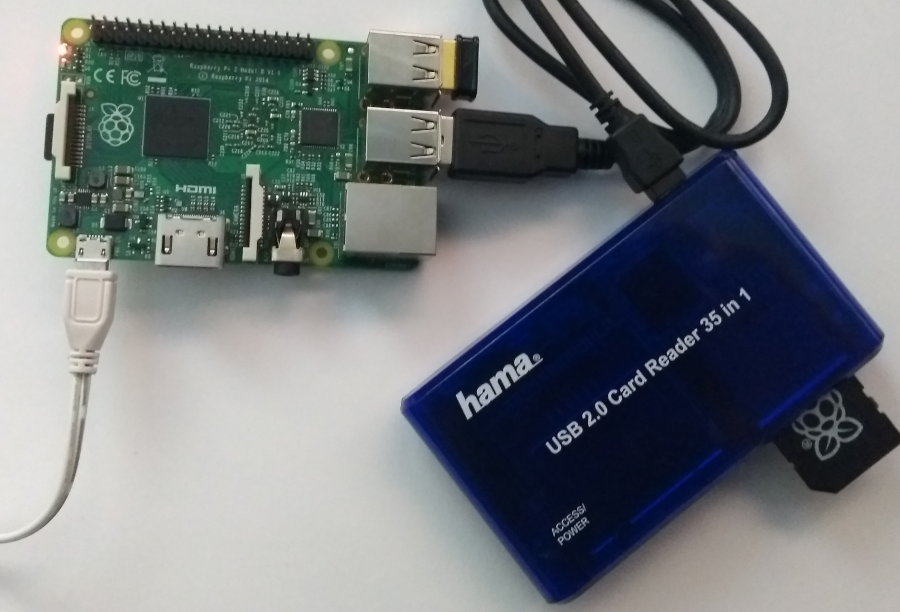 Raspberry Pi 2 Model B V1.1
© Raspberry Pi 2014
CE FC
HDMI
hama®
USB 2.0 Card Reader 35 in 1
ACCESS/
POWER